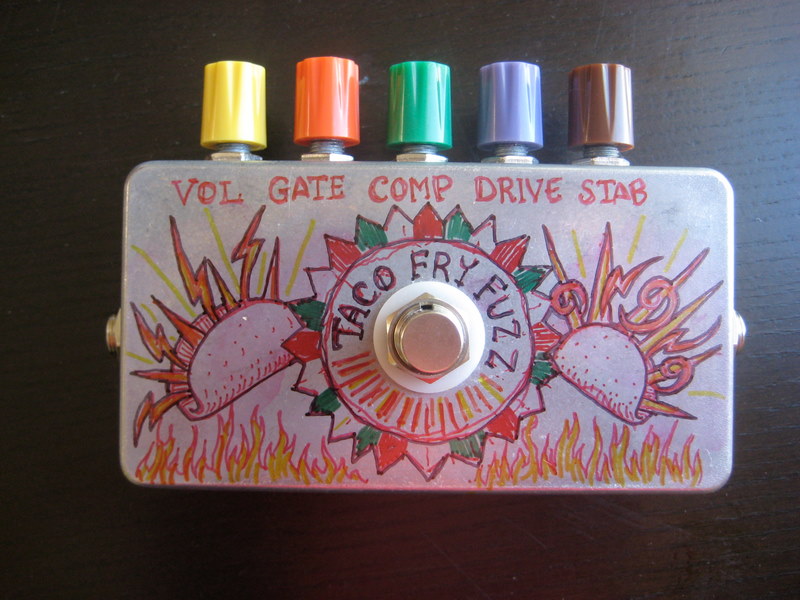 VOL GATE COMP DRIVE STAB
TACO FRY FUZZ